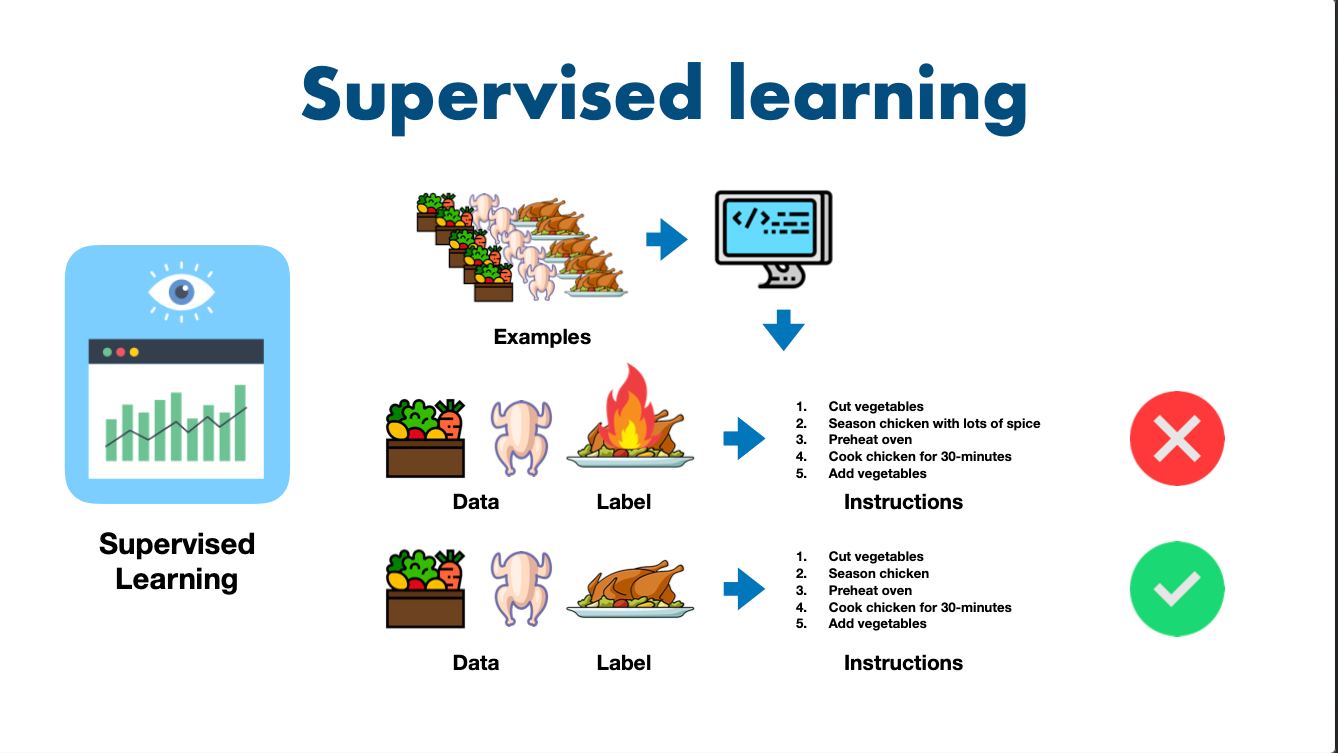 Supervised learning
</>
Examples
1. Cut vegetables
2. Season chicken with lots of spice
3. Preheat oven
4. Cook chicken for 30-minutes
5. Add vegetables
Data
Label
Instructions
Supervised
Learning
1. Cut vegetables
2. Season chicken
3. Preheat oven
4. Cook chicken for 30-minutes
5. Add vegetables
Data
Label
Instructions